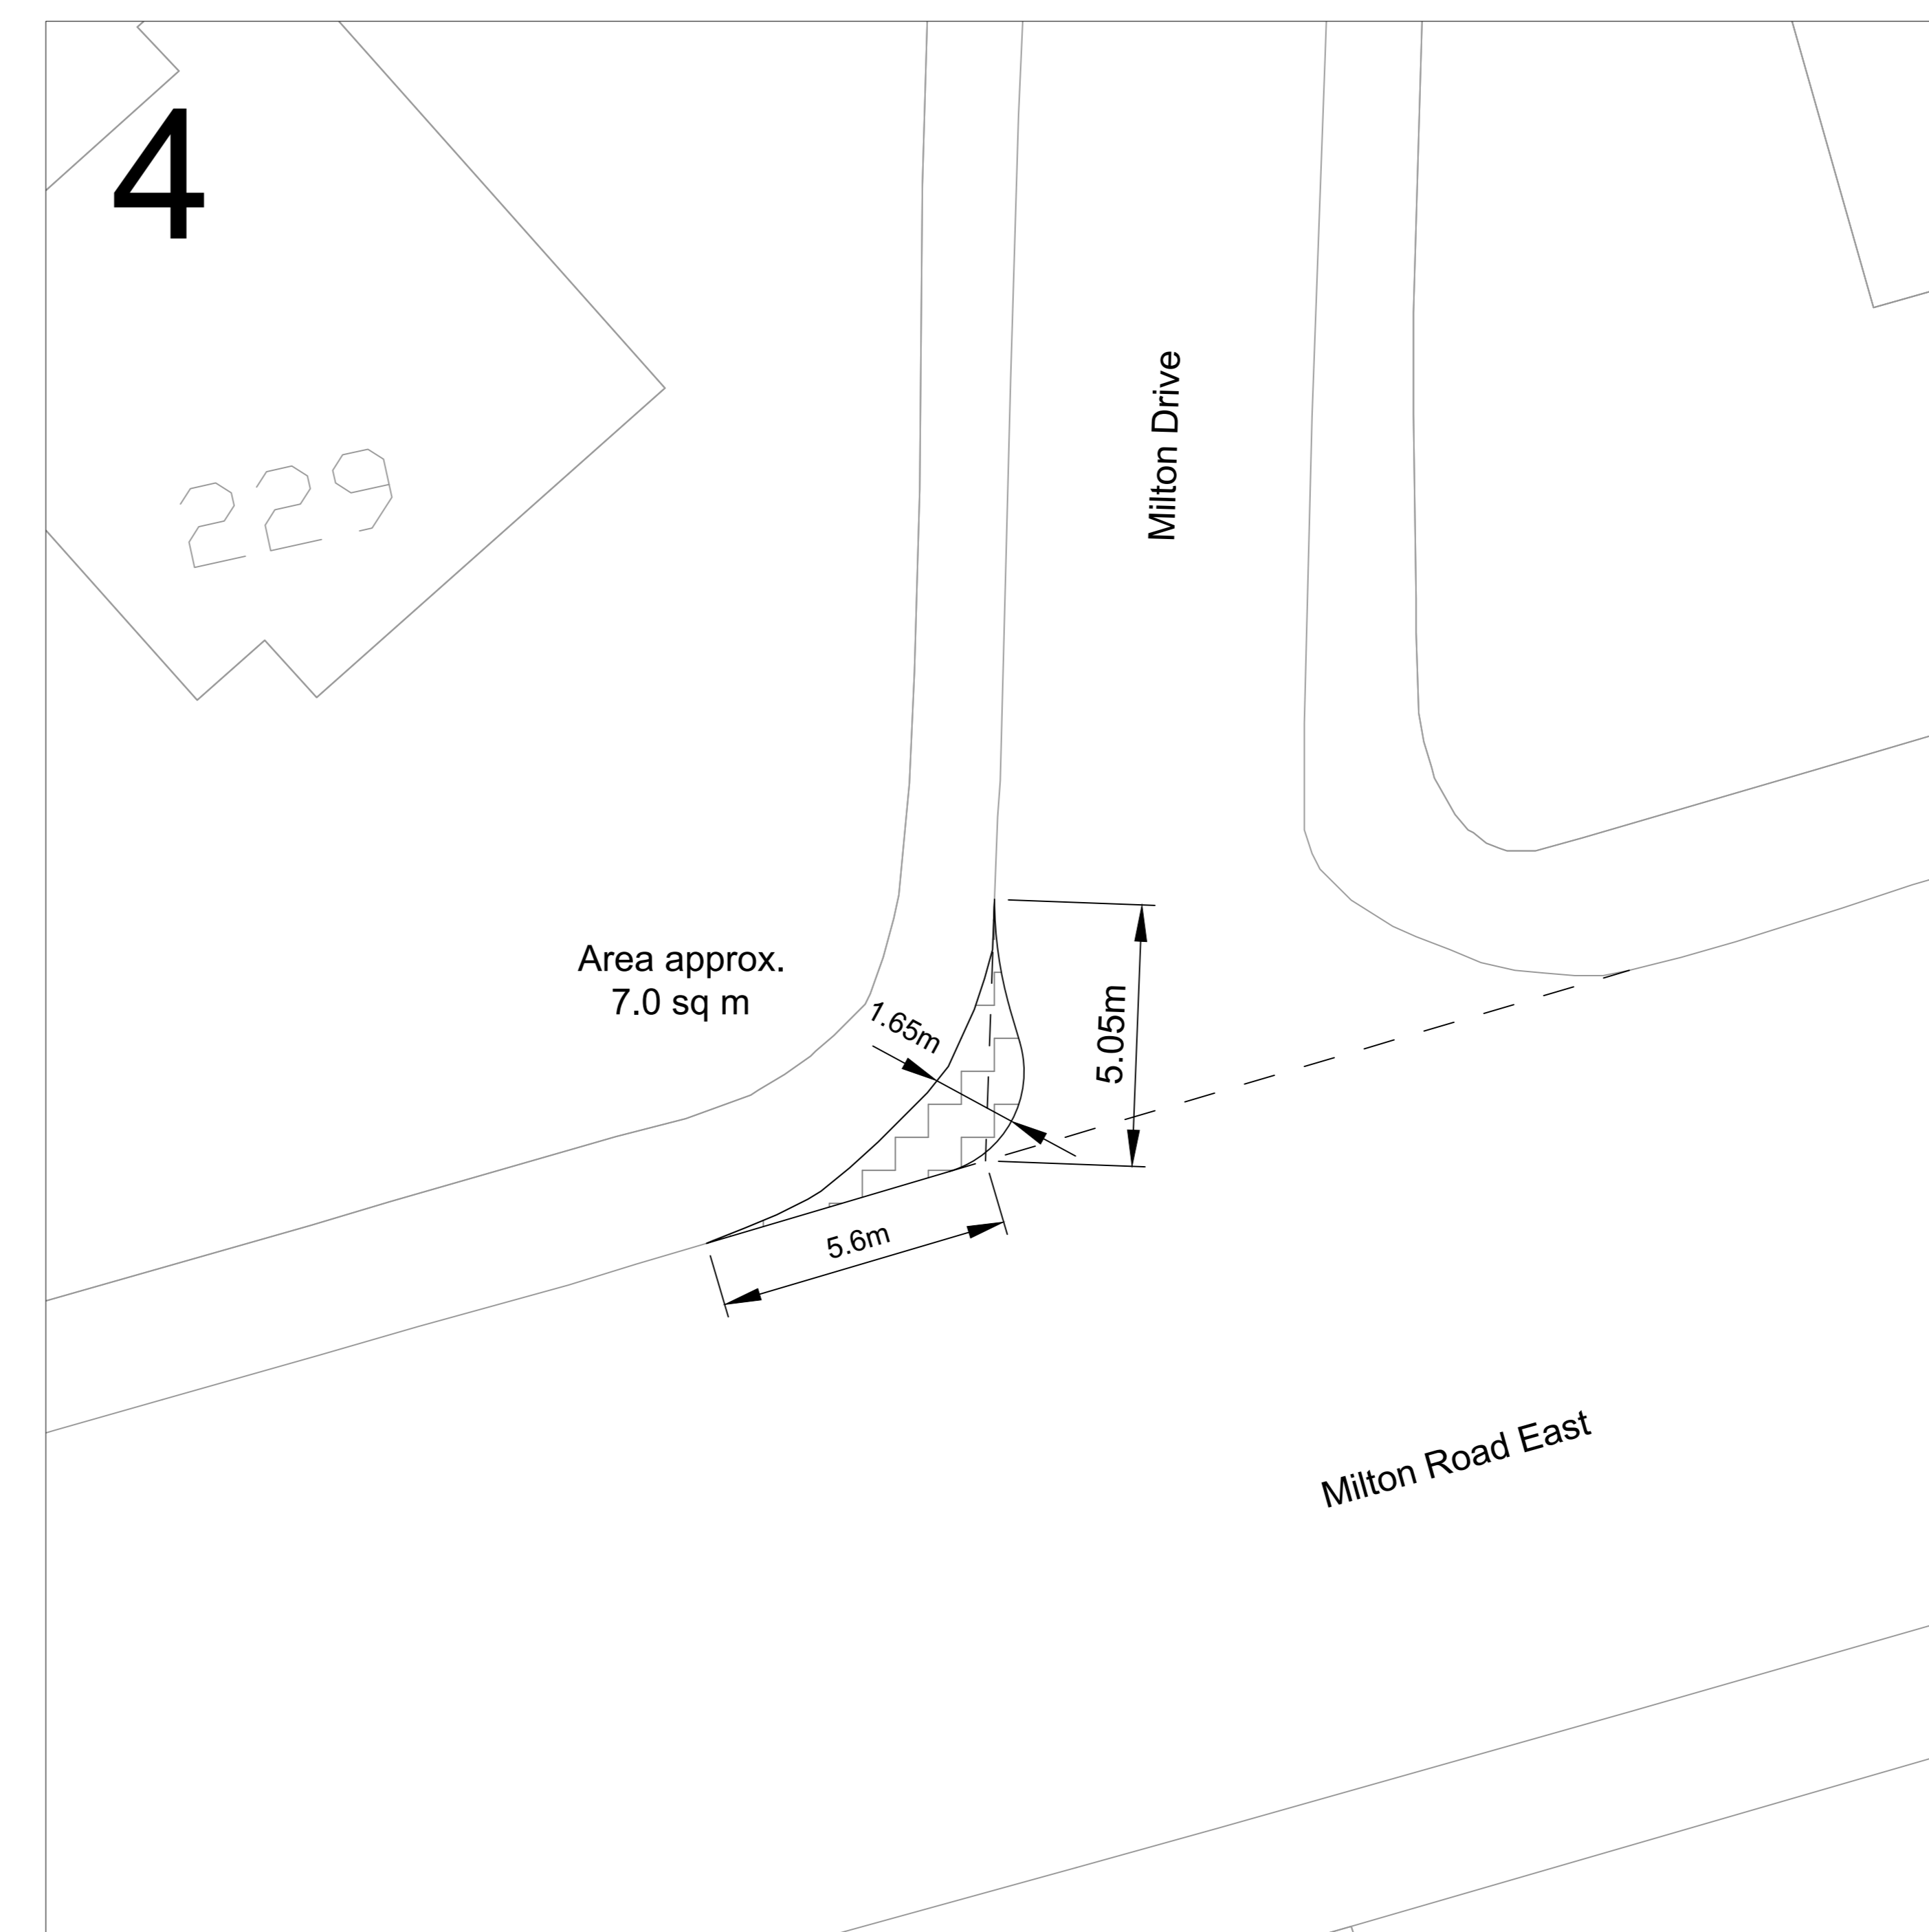 4
229
Milton Drive
Area approx.
7.0 sq m
1.65m
5.05m
5.6m
Milton Road East